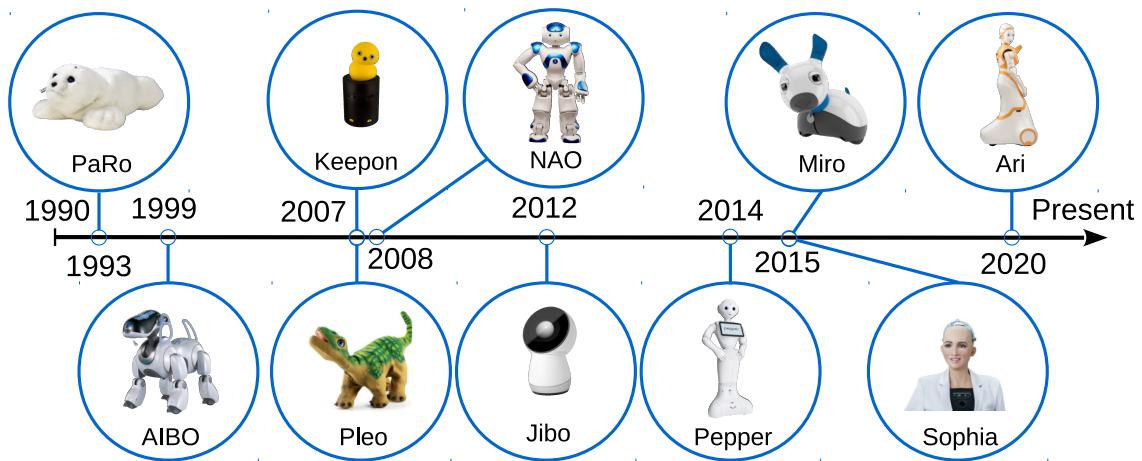 PaRo
Keepon
NAO
Miro
Ari
1990
1999
2007
2012
2014
Present
1993
2008
2015
2020
AIBO
Pleo
Jibo
Pepper
Sophia